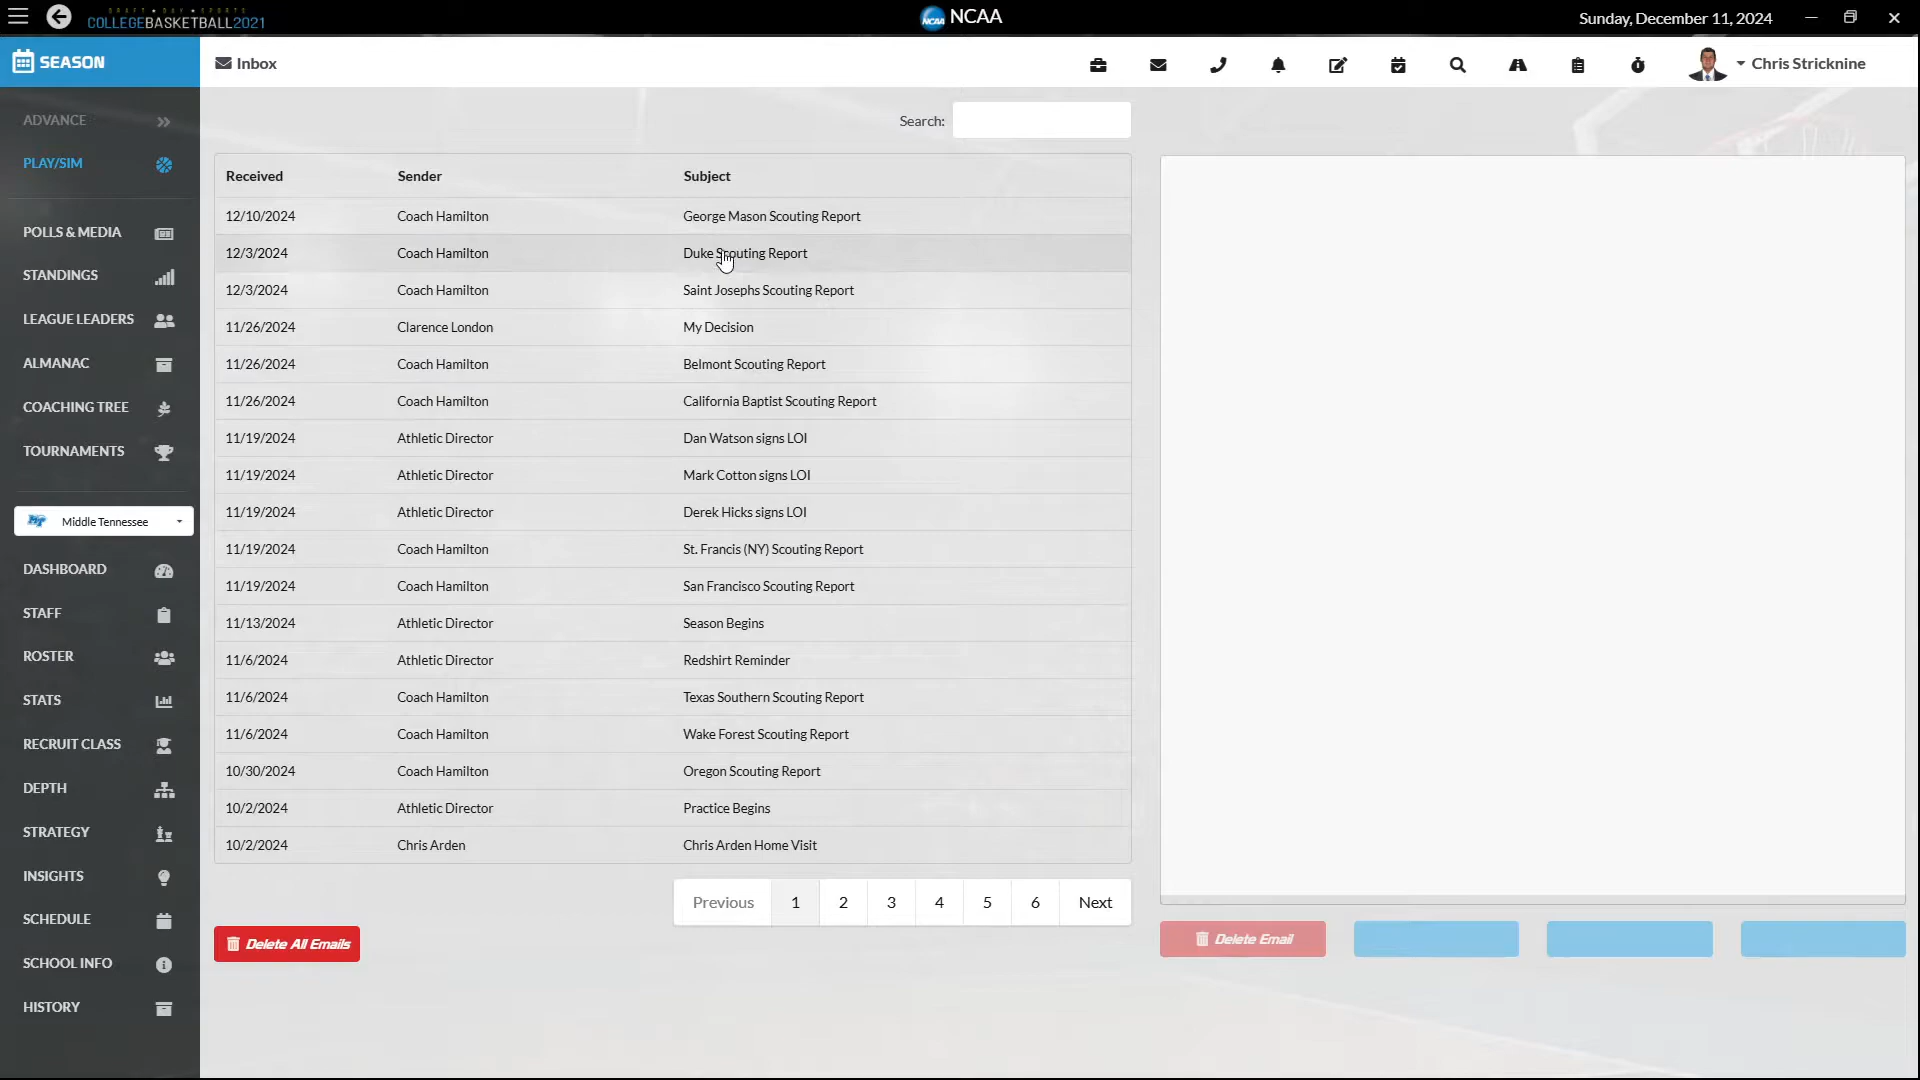 DRAFT • DAY • SPORTS
COLLEGEBASKETBALL2021
NCAA
Sunday, December 11, 2024
SEASON
Inbox
Chris Stricknine
ADVANCE
PLAY/SIM
POLLS & MEDIA
STANDINGS
LEAGUE LEADERS
ALMANAC
COACHING TREE
TOURNAMENTS
Middle Tennessee
DASHBOARD
STAFF
ROSTER
STATS
RECRUIT CLASS
DEPTH
STRATEGY
INSIGHTS
SCHEDULE
SCHOOL INFO
HISTORY
Search:
Received Sender Subject
12/10/2024 Coach Hamilton George Mason Scouting Report
12/3/2024 Coach Hamilton Duke Scouting Report
12/3/2024 Coach Hamilton Saint Josephs Scouting Report
11/26/2024 Clarence London My Decision
11/26/2024 Coach Hamilton Belmont Scouting Report
11/26/2024 Coach Hamilton California Baptist Scouting Report
11/19/2024 Athletic Director Dan Watson signs LOI
11/19/2024 Athletic Director Mark Cotton signs LOI
11/19/2024 Athletic Director Derek Hicks signs LOI
11/19/2024 Coach Hamilton St. Francis (NY) Scouting Report
11/19/2024 Coach Hamilton San Francisco Scouting Report
11/13/2024 Athletic Director Season Begins
11/6/2024 Athletic Director Redshirt Reminder
11/6/2024 Coach Hamilton Texas Southern Scouting Report
11/6/2024 Coach Hamilton Wake Forest Scouting Report
10/30/2024 Coach Hamilton Oregon Scouting Report
10/2/2024 Athletic Director Practice Begins
10/2/2024 Chris Arden Chris Arden Home Visit
Previous 1 2 3 4 5 6 Next
Delete All Emails
Delete Email